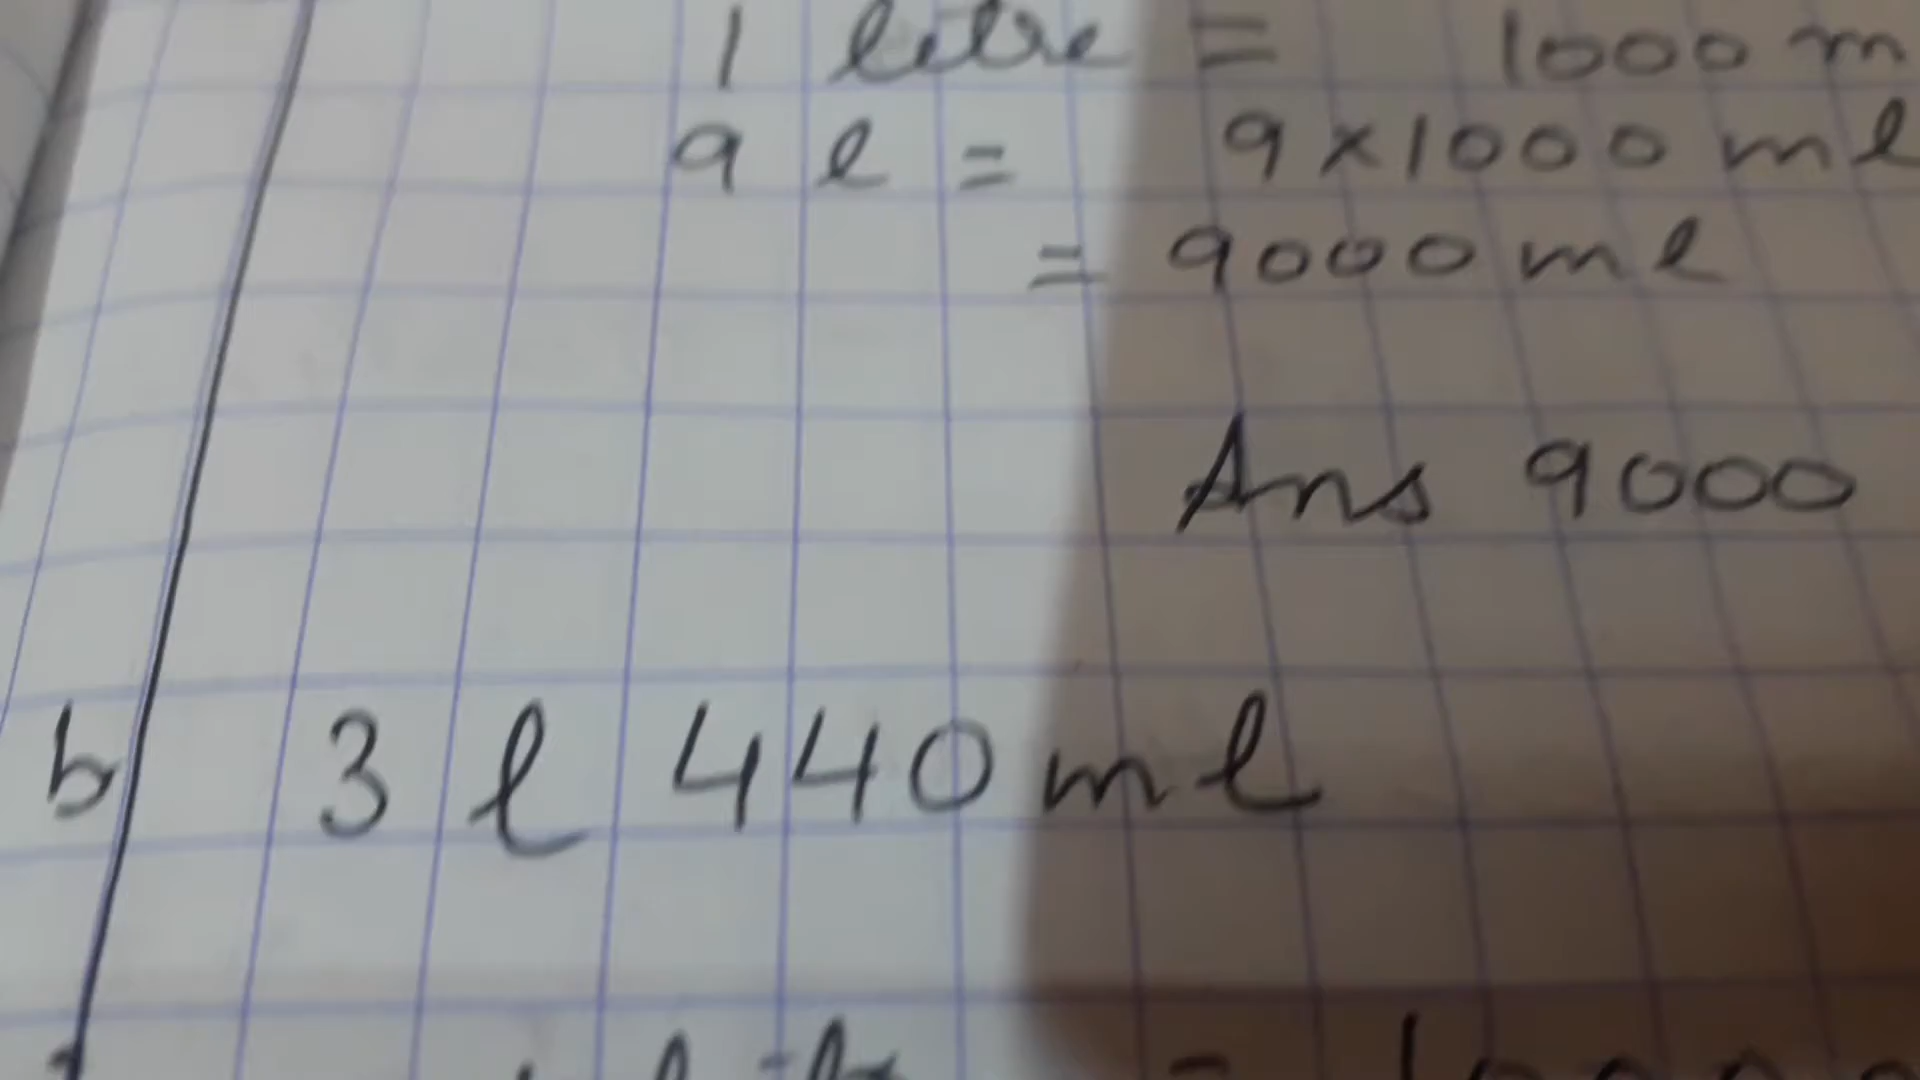 1 litre = 1000 m
9 l = 9 x 1000 ml
= 9000 ml
Ans 9000
b 3 l 440 ml